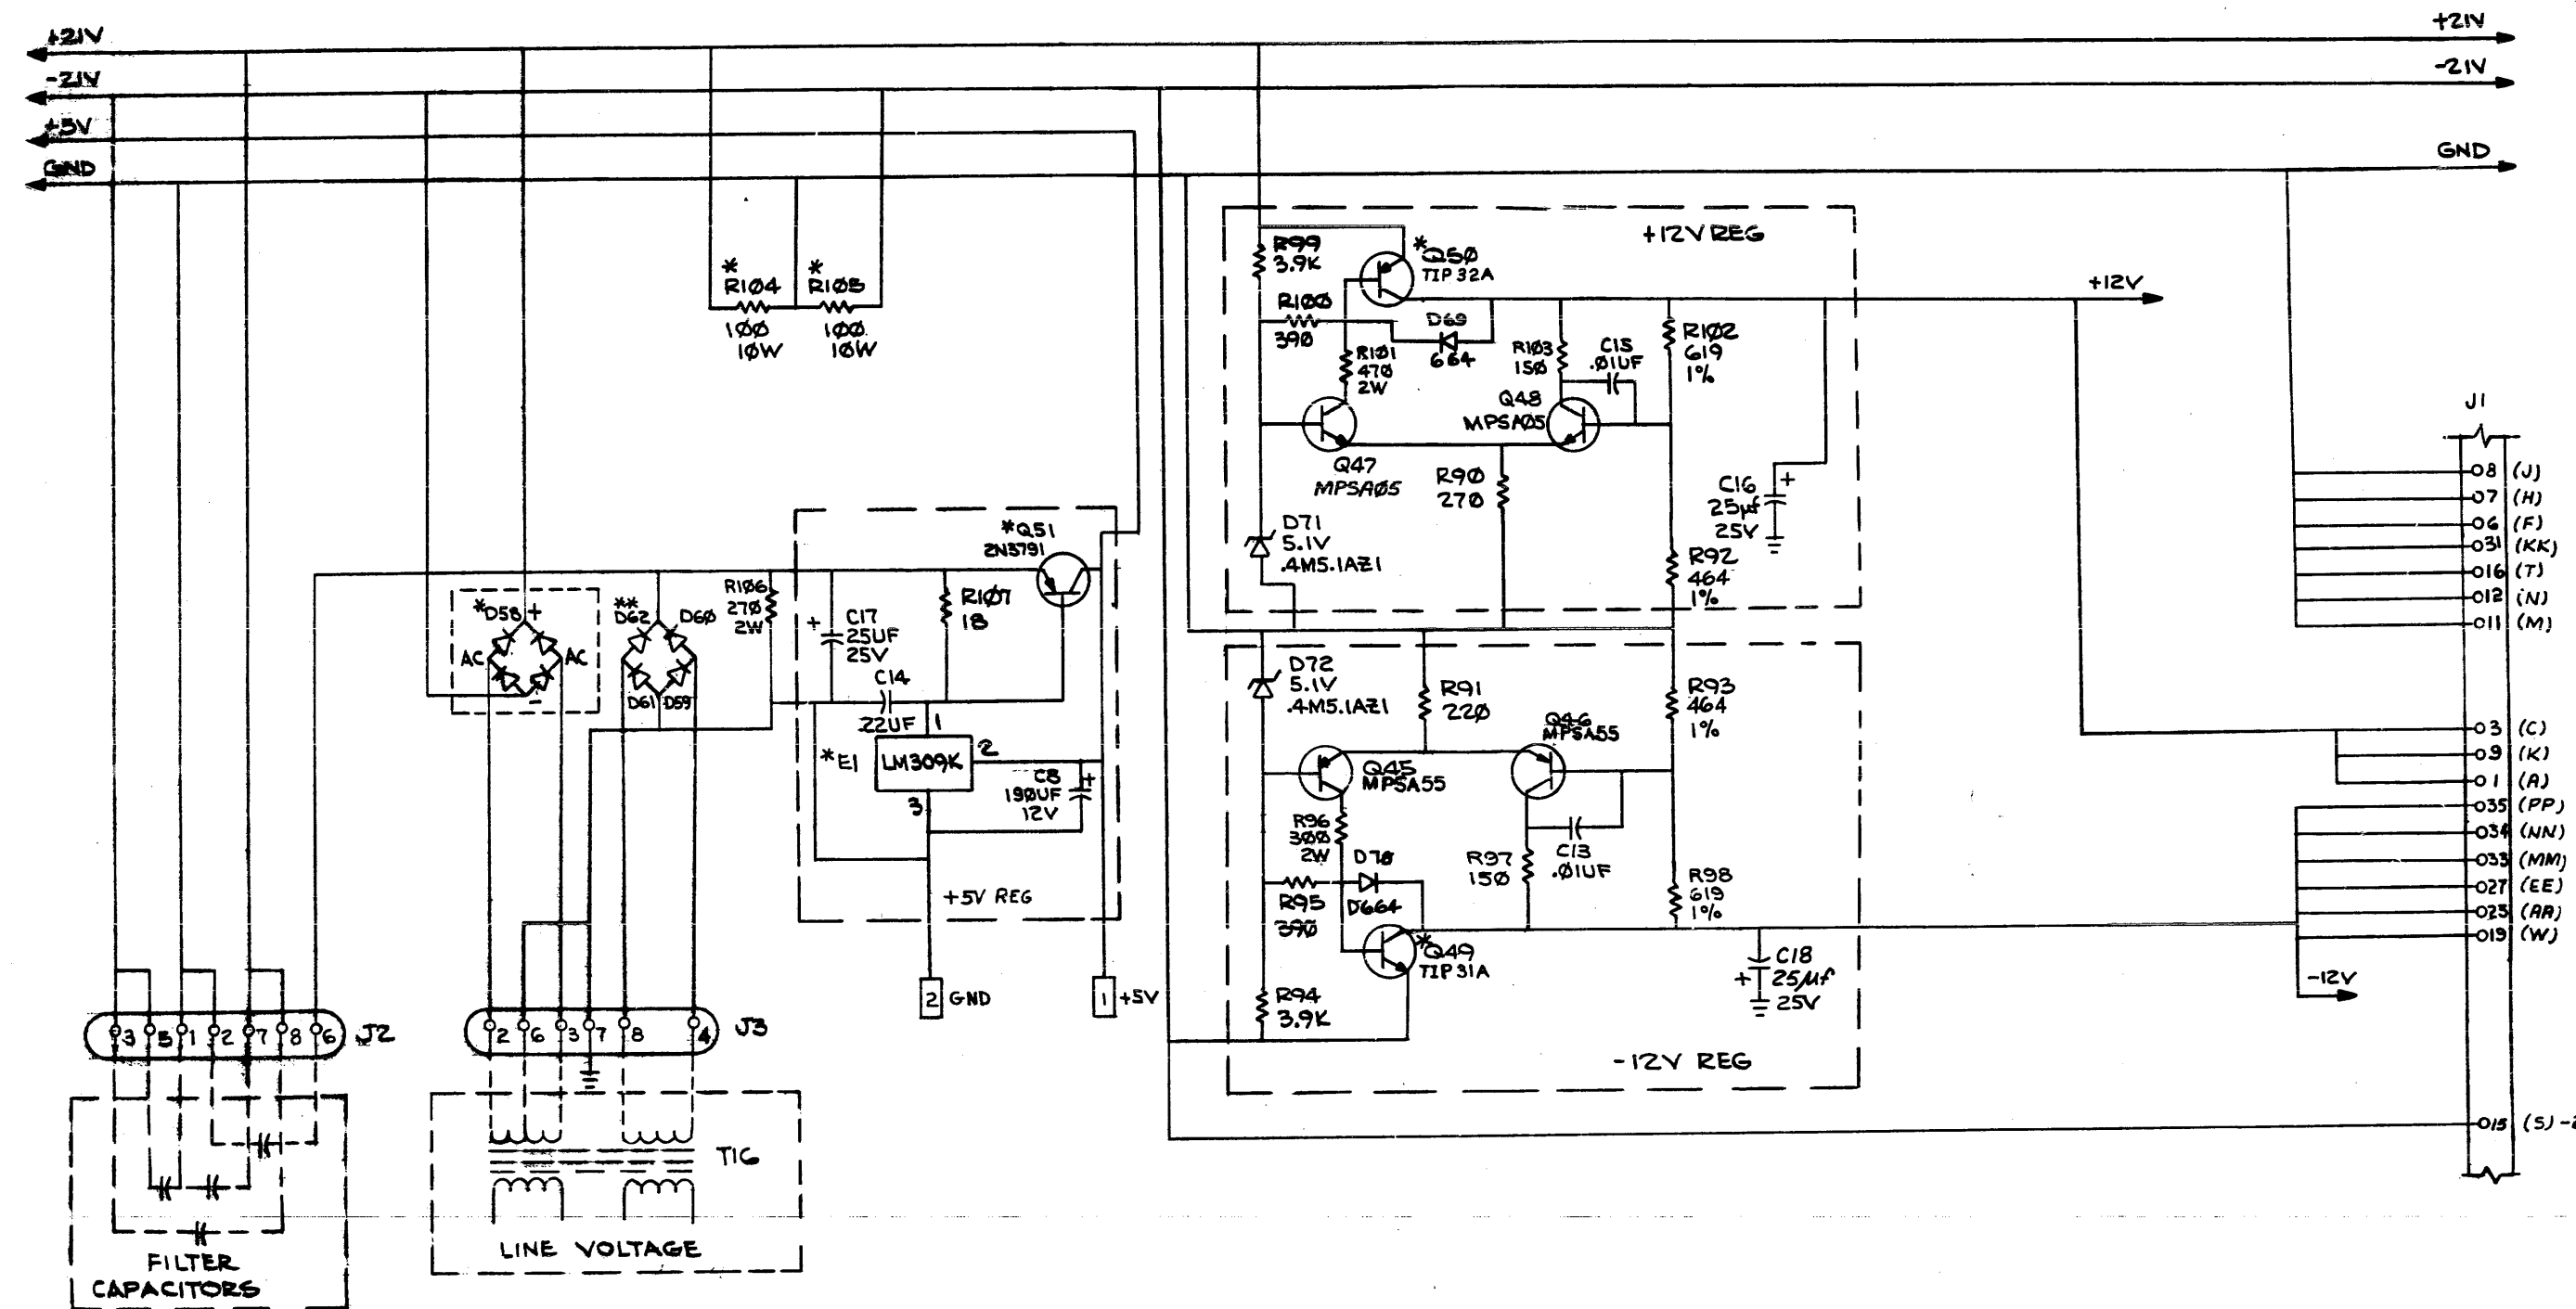 +21V
+21V
-21V
-21V
+5V
GND
GND
+12V REG
*
R104
100
10W
*
R105
100
10W
R99
3.9K
*Q50
TIP 32A
R100
390
D69
664
R101
470
2W
R103
150
C15
.01UF
R102
619
1%
+12V
Q48
MPSA05
Q47
MPSA05
R90
270
C16
+
25µf
25V
D71
5.1V
.4M5.1AZ1
R92
464
1%
J1
08 (J)
07 (H)
06 (F)
031 (KK)
016 (T)
012 (N)
011 (M)
03 (C)
09 (K)
01 (A)
035 (PP)
034 (NN)
033 (MM)
027 (EE)
023 (AA)
019 (W)
-12V
015 (S)
*Q51
2N3791
*D58 +
AC
AC
-
**
D62
D60
D61
D59
R106
270
2W
+
C17
25UF
25V
R107
18
C14
.22UF
1
*E1
LM309K
2
3
C8
+
190UF
12V
+5V REG
2 GND
1 +5V
D72
5.1V
.4M5.1AZ1
R91
220
R93
464
1%
Q46
MPSA55
Q45
MPSA55
R96
300
2W
D70
D664
R95
390
R97
150
C13
.01UF
R98
619
1%
*Q49
TIP31A
R94
3.9K
C18
+ 25µf
25V
-12V REG
3 5 1 2 7 8 6 J2
2 6 3 7 8 4 J3
T16
LINE VOLTAGE
FILTER
CAPACITORS